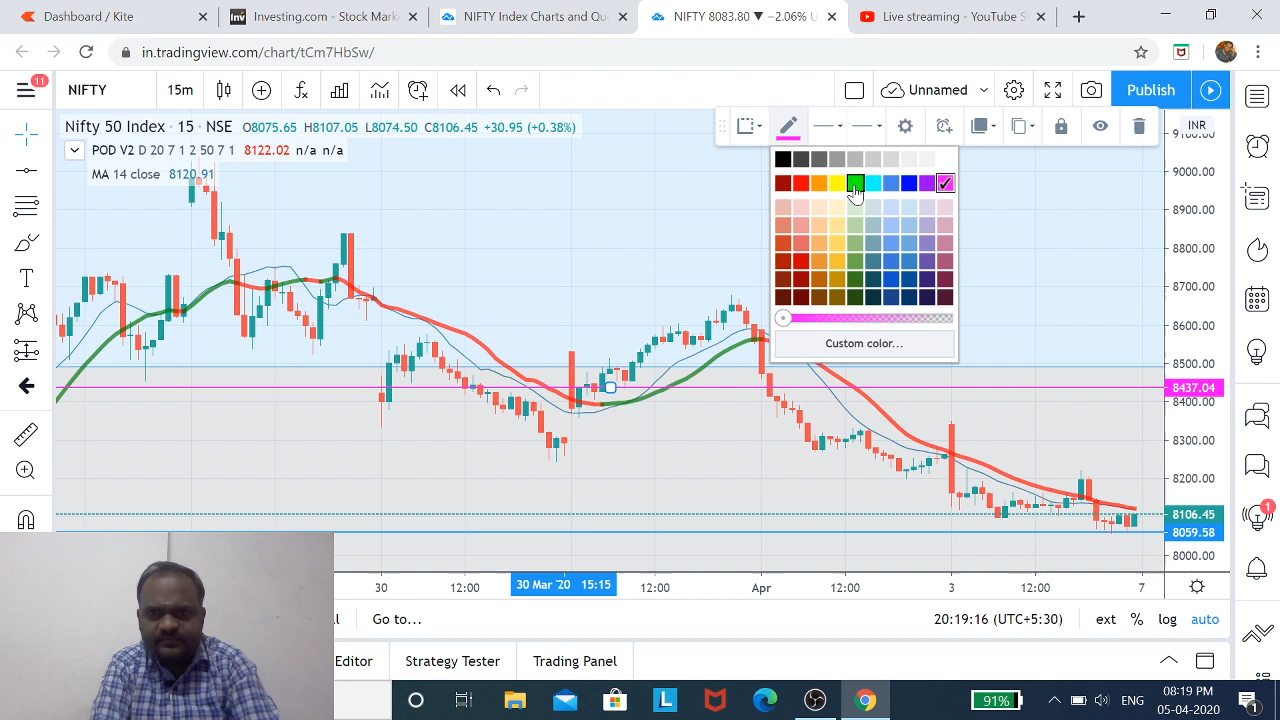 Dashboard / Kite
Investing.com - Stock Market
NIFTY Index Charts and Quo
NIFTY 8083.80 ▼ −2.06% U
Live streaming - YouTube S
in.tradingview.com/chart/tCm7HbSw/
11
NIFTY
15m
Unnamed
Publish
Nifty 50 Index · 15 · NSE O8075.65 H8107.05 L8074.50 C8106.45 +30.95 (+0.38%)
D V2 D 20 7 1 2 50 7 1 8122.02 n/a n/a
MA 14 close 8120.91
INR
9100.00
9000.00
8900.00
8800.00
8700.00
8600.00
8500.00
8437.04
8400.00
8300.00
8200.00
8106.45
8059.58
8000.00
Custom color...
30
12:00
30 Mar '20 15:15
12:00
Apr
12:00
3
12:00
7
Go to...
20:19:16 (UTC+5:30)
ext
%
log
auto
Editor
Strategy Tester
Trading Panel
1
91%
ENG
08:19 PM
05-04-2020